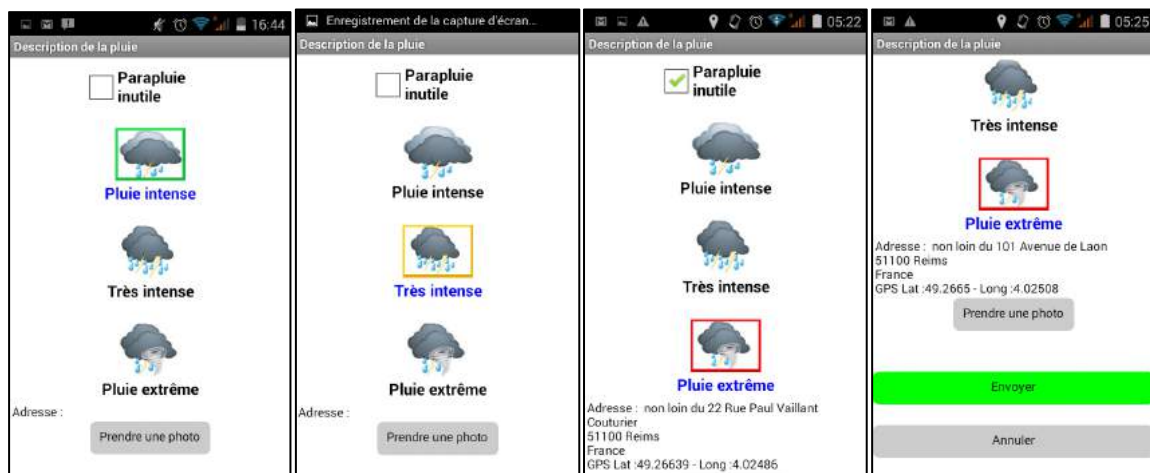 16:44
Description de la pluie
Parapluie
inutile
Pluie intense
Très intense
Pluie extrême
Adresse :
Prendre une photo
Enregistrement de la capture d'écran...
Description de la pluie
Parapluie
inutile
Pluie intense
Très intense
Pluie extrême
Adresse :
Prendre une photo
05:22
Description de la pluie
Parapluie
inutile
Pluie intense
Très intense
Pluie extrême
Adresse : non loin du 22 Rue Paul Vaillant
Couturier
51100 Reims
France
GPS Lat :49.26639 - Long :4.02486
05:25
Description de la pluie
Très intense
Pluie extrême
Adresse : non loin du 101 Avenue de Laon
51100 Reims
France
GPS Lat :49.2665 - Long :4.02508
Prendre une photo
Envoyer
Annuler